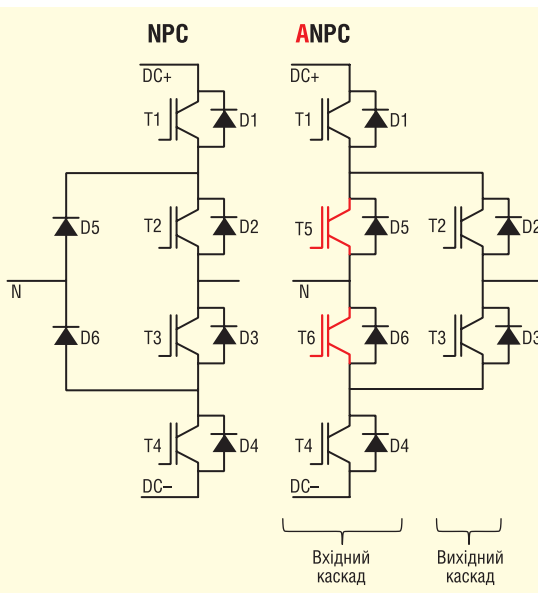 NPC
ANPC
DC+
DC+
T1
D1
T1
D1
D5
T2
D2
T5
D5
T2
D2
N
N
D6
T3
D3
T6
D6
T3
D3
T4
D4
T4
D4
DC–
DC–
Вхідний
каскад
Вихідний
каскад